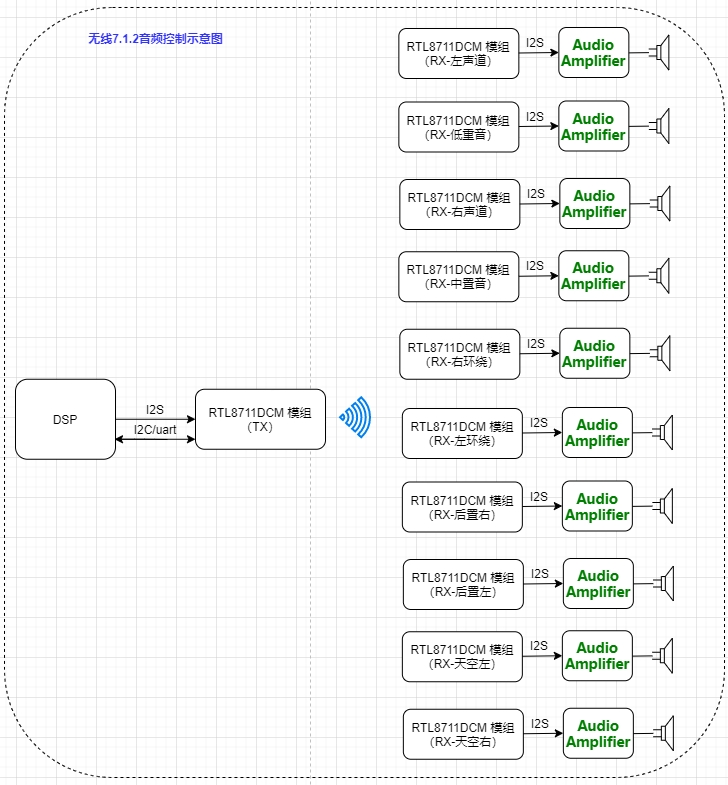 无线7.1.2音频控制示意图
RTL8711DCM 模组
（RX-左声道）
I2S
Audio
Amplifier
RTL8711DCM 模组
（RX-低重音）
I2S
Audio
Amplifier
RTL8711DCM 模组
（RX-右声道）
I2S
Audio
Amplifier
RTL8711DCM 模组
（RX-中置音）
I2S
Audio
Amplifier
RTL8711DCM 模组
（RX-右环绕）
I2S
Audio
Amplifier
DSP
I2S
I2C/uart
RTL8711DCM 模组
（TX）
RTL8711DCM 模组
（RX-左环绕）
I2S
Audio
Amplifier
RTL8711DCM 模组
（RX-后置右）
I2S
Audio
Amplifier
RTL8711DCM 模组
（RX-后置左）
I2S
Audio
Amplifier
RTL8711DCM 模组
（RX-天空左）
I2S
Audio
Amplifier
RTL8711DCM 模组
（RX-天空右）
I2S
Audio
Amplifier